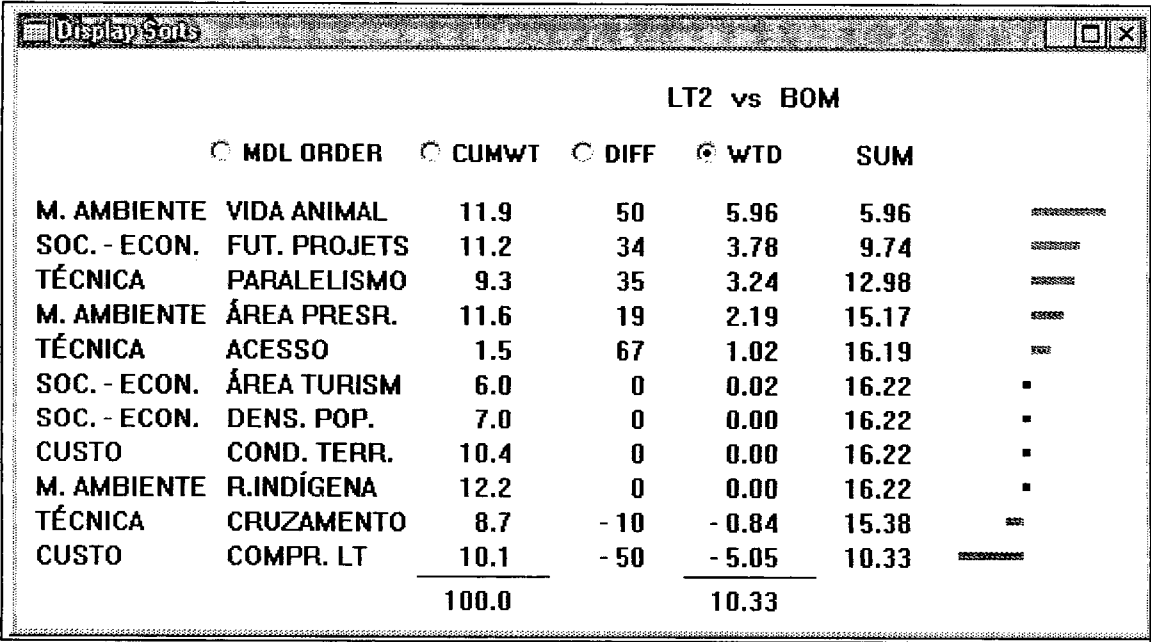 Display Sorts
LT2 vs BOM
MDL ORDER CUMWT DIFF WTD SUM
M. AMBIENTE VIDA ANIMAL 11.9 50 5.96 5.96
SOC. - ECON. FUT. PROJETS 11.2 34 3.78 9.74
TÉCNICA PARALELISMO 9.3 35 3.24 12.98
M. AMBIENTE ÁREA PRESR. 11.6 19 2.19 15.17
TÉCNICA ACESSO 1.5 67 1.02 16.19
SOC. - ECON. ÁREA TURISM 6.0 0 0.02 16.22
SOC. - ECON. DENS. POP. 7.0 0 0.00 16.22
CUSTO COND. TERR. 10.4 0 0.00 16.22
M. AMBIENTE R.INDÍGENA 12.2 0 0.00 16.22
TÉCNICA CRUZAMENTO 8.7 - 10 - 0.84 15.38
CUSTO COMPR. LT 10.1 - 50 - 5.05 10.33
100.0 10.33